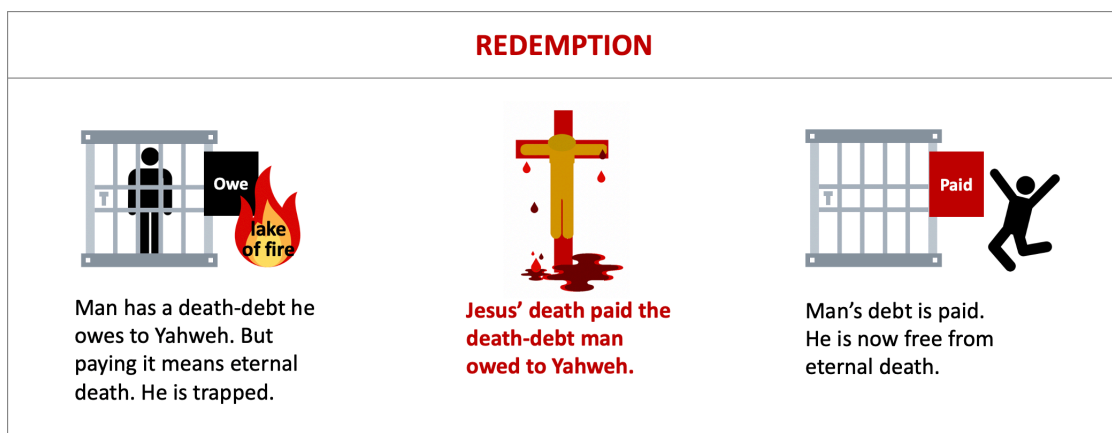 REDEMPTION
Owe
lake
of fire
Man has a death-debt he
owes to Yahweh. But
paying it means eternal
death. He is trapped.
Jesus’ death paid the
death-debt man
owed to Yahweh.
Paid
Man’s debt is paid.
He is now free from
eternal death.